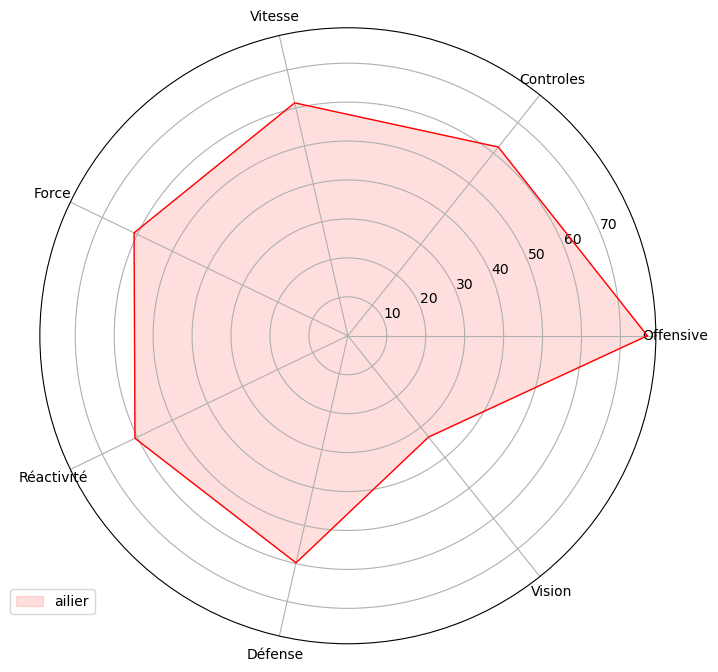 Vitesse
Controles
Force
70
60
50
40
30
20
10
Offensive
Réactivité
Vision
ailier
Défense